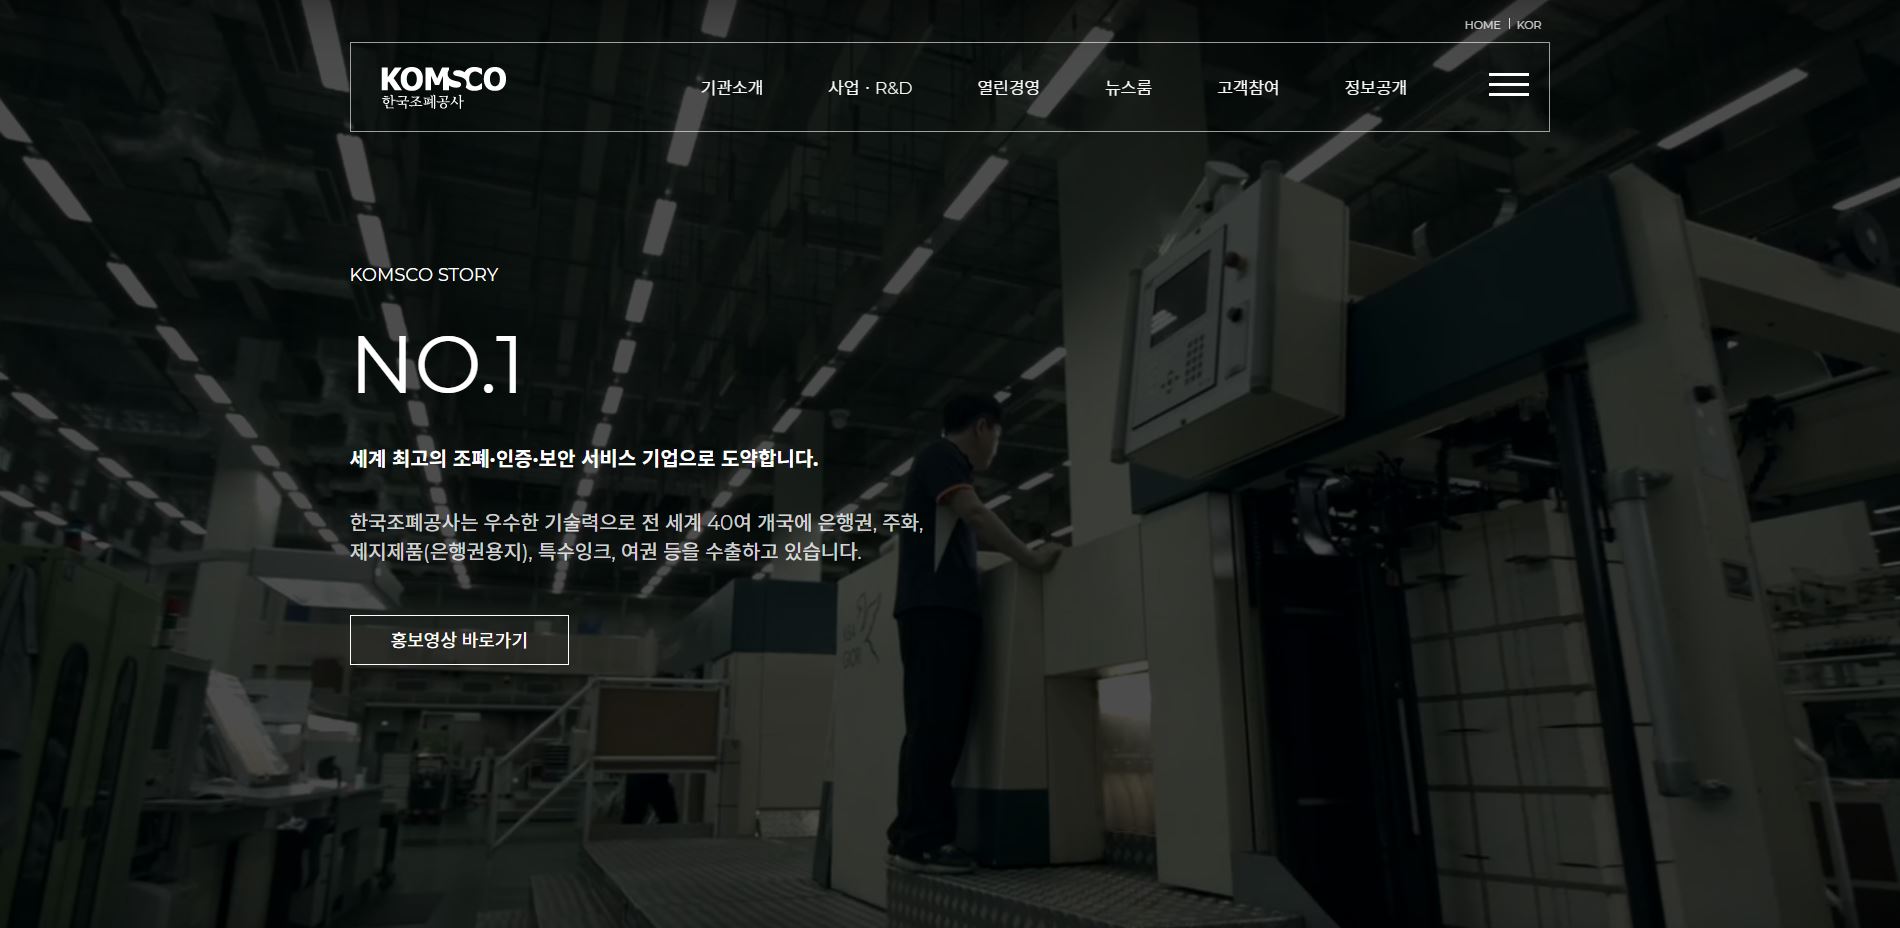 HOME | KOR
KOMSCO
한국조폐공사
기관소개 사업 · R&D 열린경영 뉴스룸 고객참여 정보공개
KOMSCO STORY
NO.1
세계 최고의 조폐·인증·보안 서비스 기업으로 도약합니다.
한국조폐공사는 우수한 기술력으로 전 세계 40여 개국에 은행권, 주화,
제지제품(은행권용지), 특수잉크, 여권 등을 수출하고 있습니다.
홍보영상 바로가기
KBA
GIORI